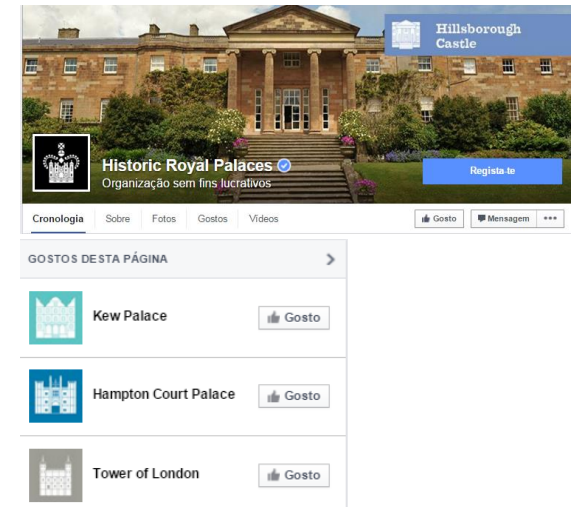 Hillsborough
Castle
Historic Royal Palaces
Organização sem fins lucrativos
Regista-te
Cronologia Sobre Fotos Gostos Vídeos Gosto Mensagem •••
GOSTOS DESTA PÁGINA
Kew Palace Gosto
Hampton Court Palace Gosto
Tower of London Gosto